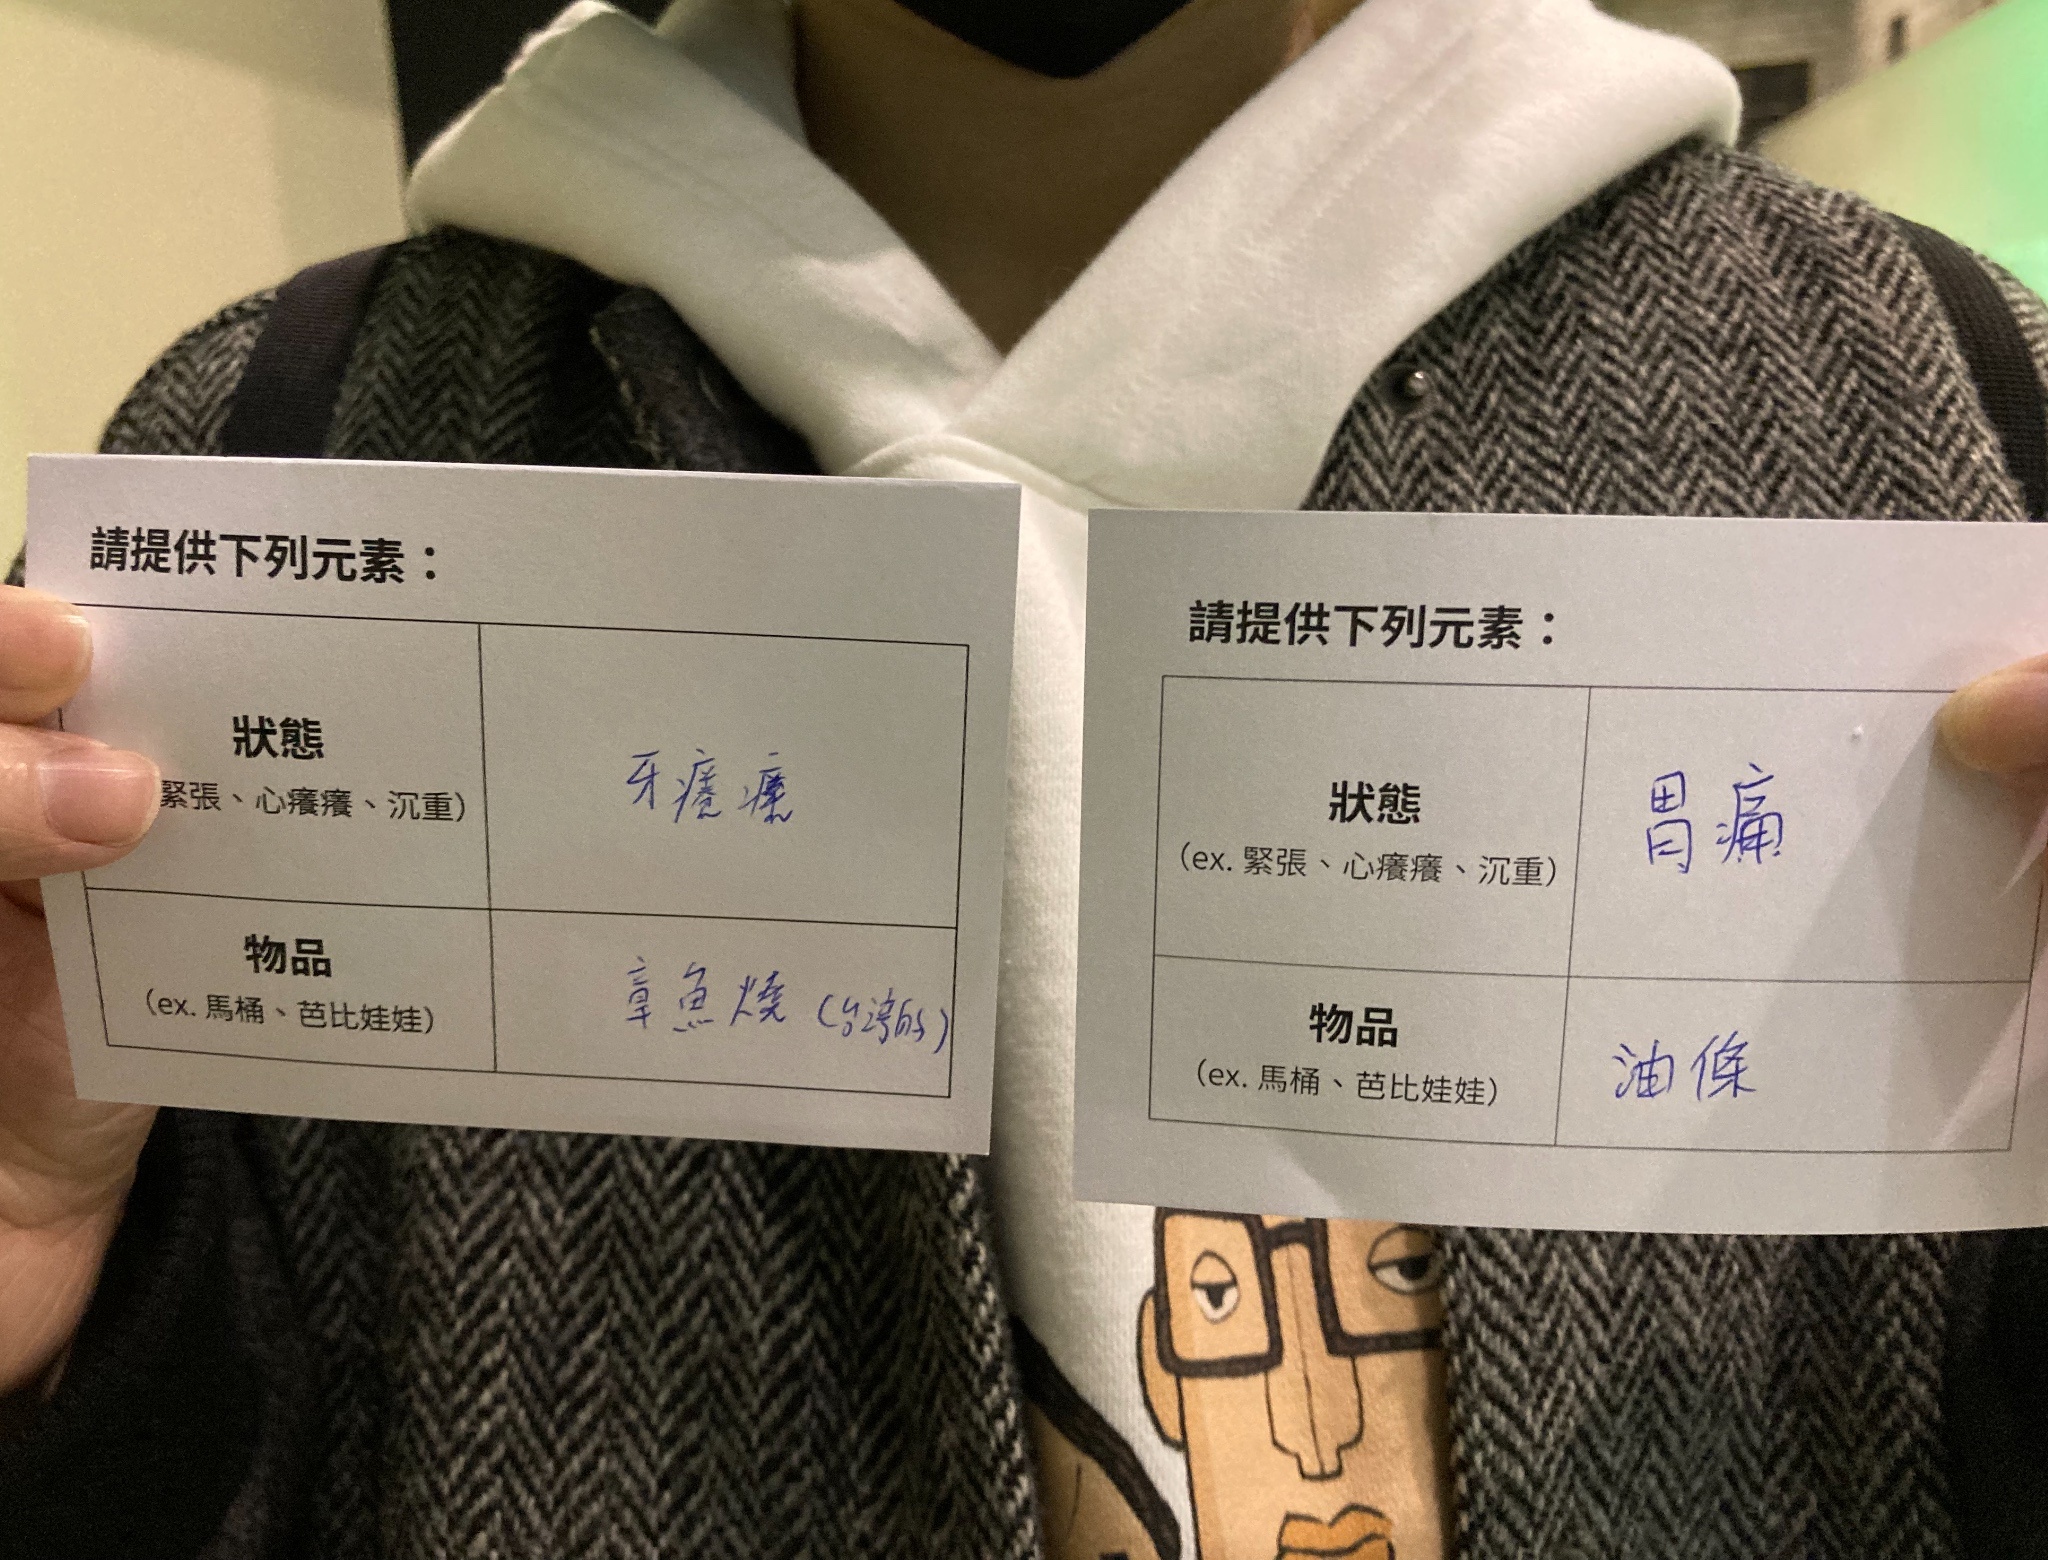 請提供下列元素：
狀態
緊張、心癢癢、沉重）
牙癢癢
物品
（ex. 馬桶、芭比娃娃）
章魚燒（台灣的）
請提供下列元素：
狀態
（ex. 緊張、心癢癢、沉重）
胃痛
物品
（ex. 馬桶、芭比娃娃）
油條